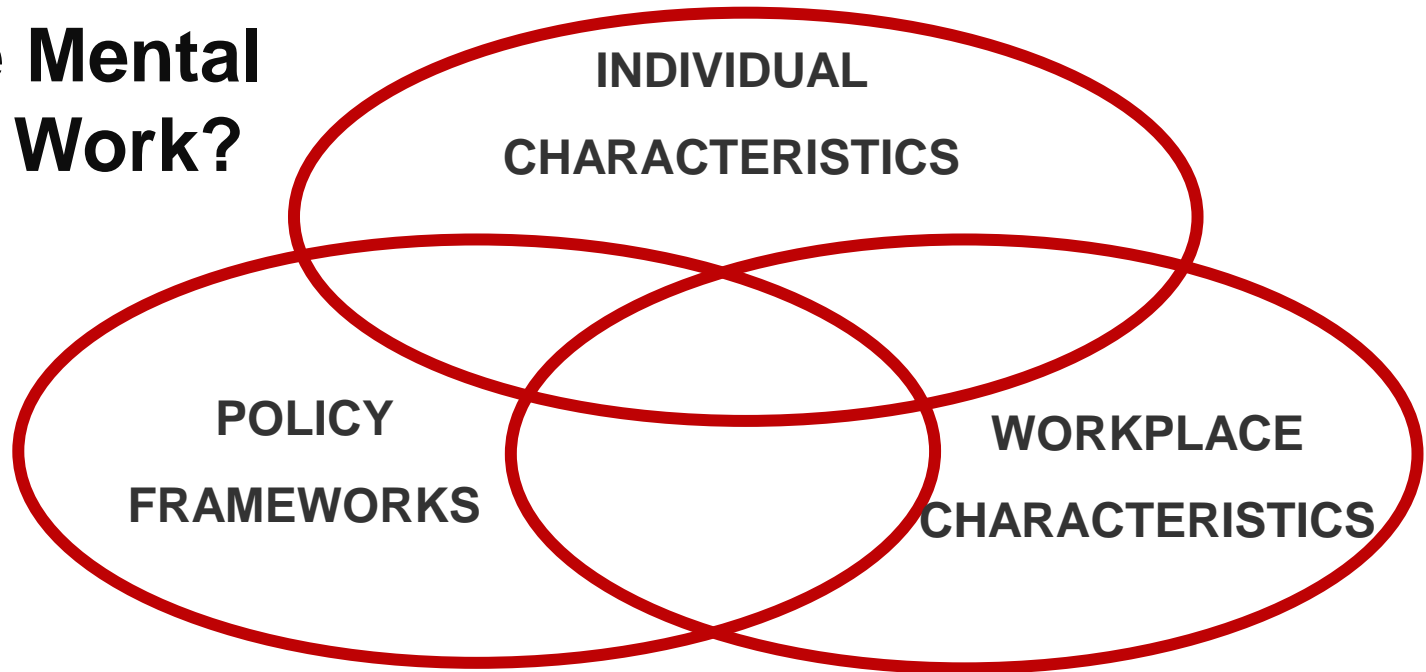 Mental
Work?
INDIVIDUAL
CHARACTERISTICS
POLICY
FRAMEWORKS
WORKPLACE
CHARACTERISTICS